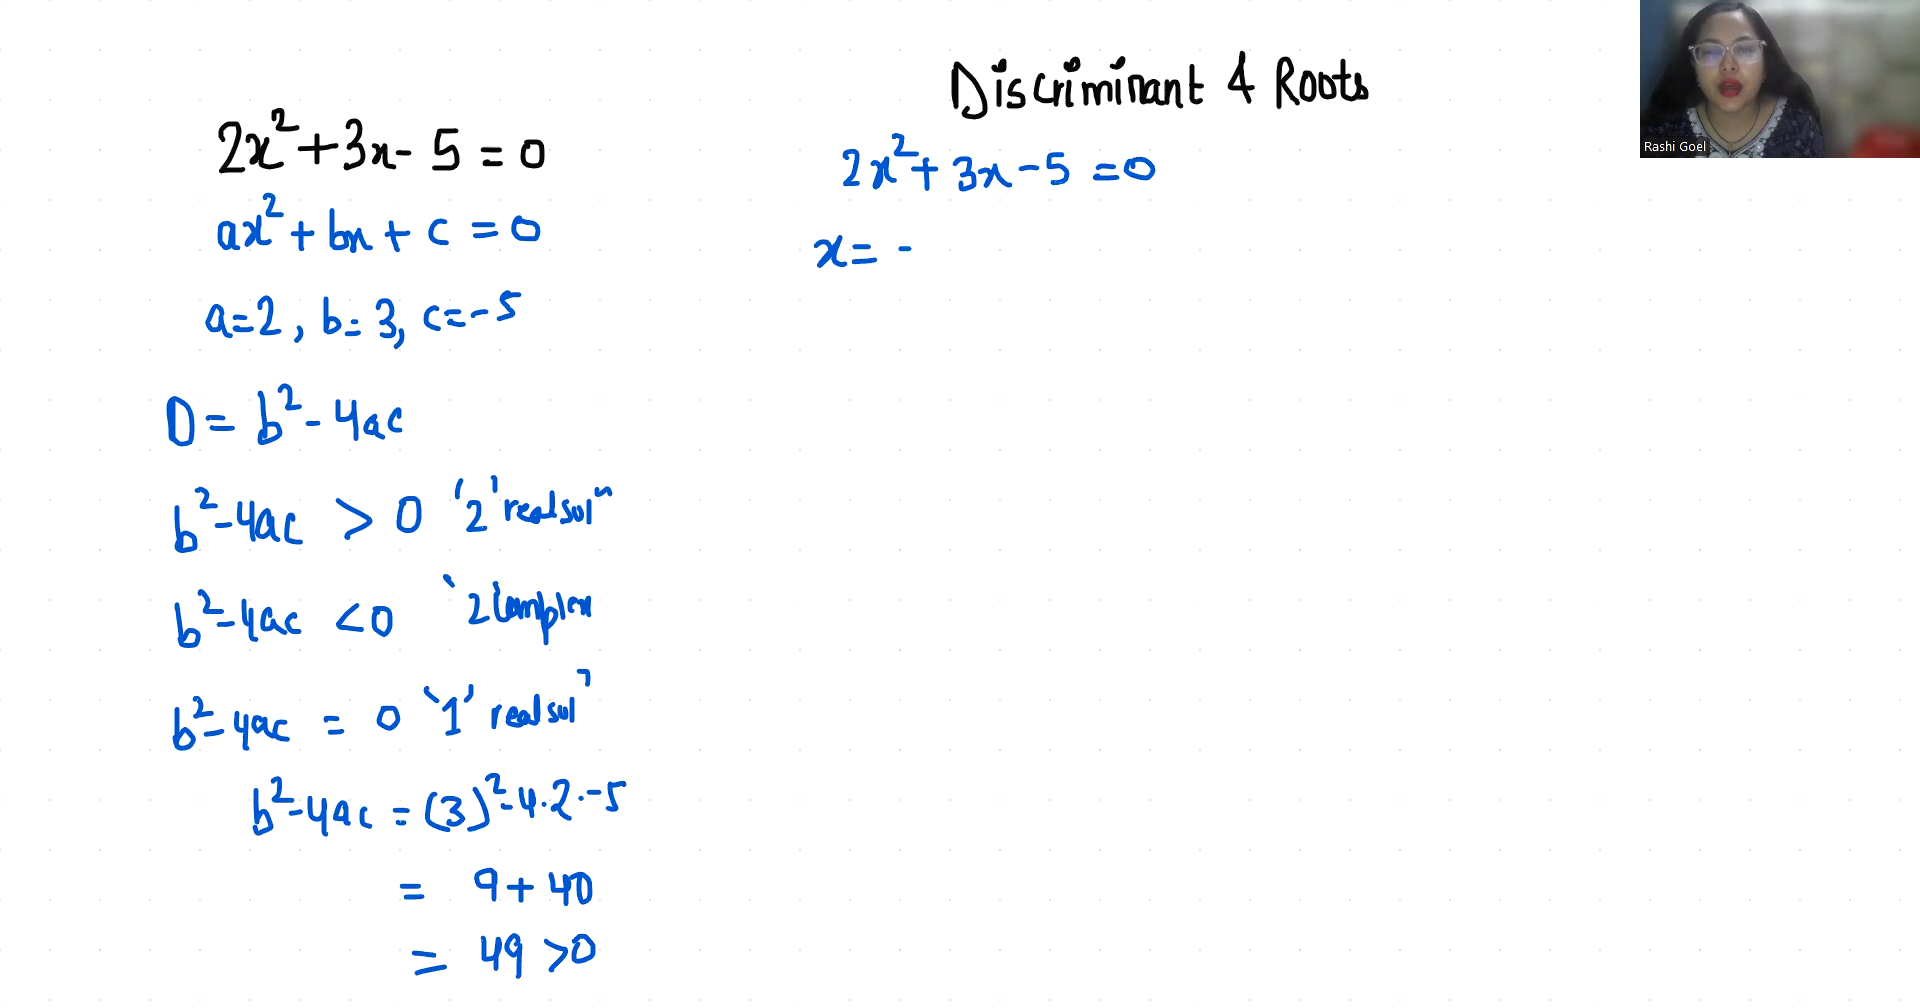 2x²+3x-5=0
ax²+bx+c=0
a=2, b=3, c=-5
D=b²-4ac
b²-4ac > 0 '2' real solⁿ
b²-4ac <0 '2 Complex
b²-4ac = 0 '1' real sol
b²-4ac = (3)²-4·2·-5
= 9+40
= 49 >0
Discriminant & Roots
2x²+3x-5=0
x= -
Rashi Goel